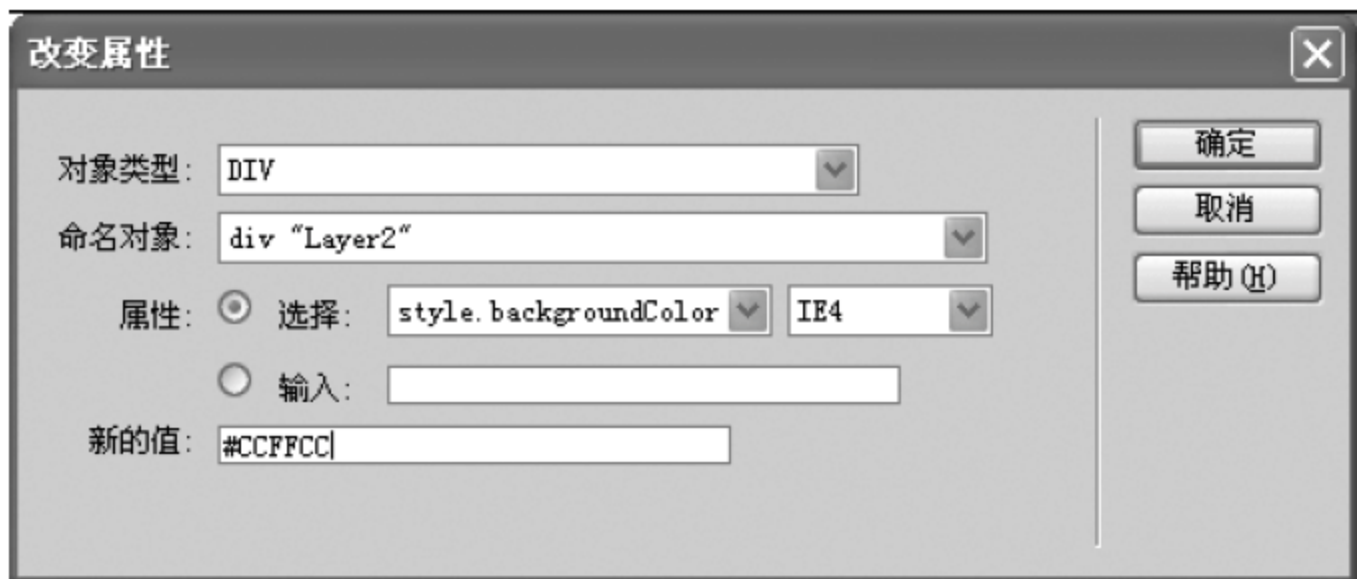 改变属性
对象类型: DIV
命名对象: div "Layer2"
属性: 选择: style.backgroundColor IE4
输入:
新的值: #CCFFCC
确定
取消
帮助(H)